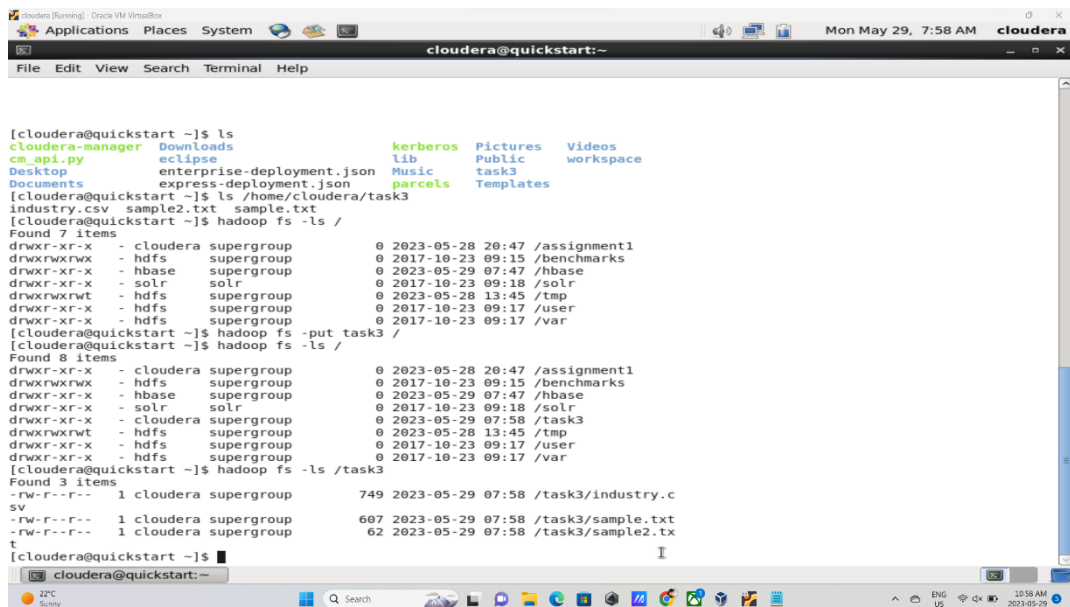 cloudera [Running] - Oracle VM VirtualBox
Applications Places System Mon May 29, 7:58 AM cloudera
cloudera@quickstart:~
File Edit View Search Terminal Help
[cloudera@quickstart ~]$ ls
cloudera-manager Downloads kerberos Pictures Videos
cm_api.py eclipse lib Public workspace
Desktop enterprise-deployment.json Music task3
Documents express-deployment.json parcels Templates
[cloudera@quickstart ~]$ ls /home/cloudera/task3
industry.csv sample2.txt sample.txt
[cloudera@quickstart ~]$ hadoop fs -ls /
Found 7 items
drwxr-xr-x - cloudera supergroup 0 2023-05-28 20:47 /assignment1
drwxrwxrwx - hdfs supergroup 0 2017-10-23 09:15 /benchmarks
drwxr-xr-x - hbase supergroup 0 2023-05-29 07:47 /hbase
drwxr-xr-x - solr solr 0 2017-10-23 09:18 /solr
drwxrwxrwt - hdfs supergroup 0 2023-05-28 13:45 /tmp
drwxr-xr-x - hdfs supergroup 0 2017-10-23 09:17 /user
drwxr-xr-x - hdfs supergroup 0 2017-10-23 09:17 /var
[cloudera@quickstart ~]$ hadoop fs -put task3 /
[cloudera@quickstart ~]$ hadoop fs -ls /
Found 8 items
drwxr-xr-x - cloudera supergroup 0 2023-05-28 20:47 /assignment1
drwxrwxrwx - hdfs supergroup 0 2017-10-23 09:15 /benchmarks
drwxr-xr-x - hbase supergroup 0 2023-05-29 07:47 /hbase
drwxr-xr-x - solr solr 0 2017-10-23 09:18 /solr
drwxr-xr-x - cloudera supergroup 0 2023-05-29 07:58 /task3
drwxrwxrwt - hdfs supergroup 0 2023-05-28 13:45 /tmp
drwxr-xr-x - hdfs supergroup 0 2017-10-23 09:17 /user
drwxr-xr-x - hdfs supergroup 0 2017-10-23 09:17 /var
[cloudera@quickstart ~]$ hadoop fs -ls /task3
Found 3 items
-rw-r--r-- 1 cloudera supergroup 749 2023-05-29 07:58 /task3/industry.c
sv
-rw-r--r-- 1 cloudera supergroup 607 2023-05-29 07:58 /task3/sample.txt
-rw-r--r-- 1 cloudera supergroup 62 2023-05-29 07:58 /task3/sample2.tx
t
[cloudera@quickstart ~]$
cloudera@quickstart:~
22°C
Sunny
Search
ENG
US
10:58 AM
2023-05-29